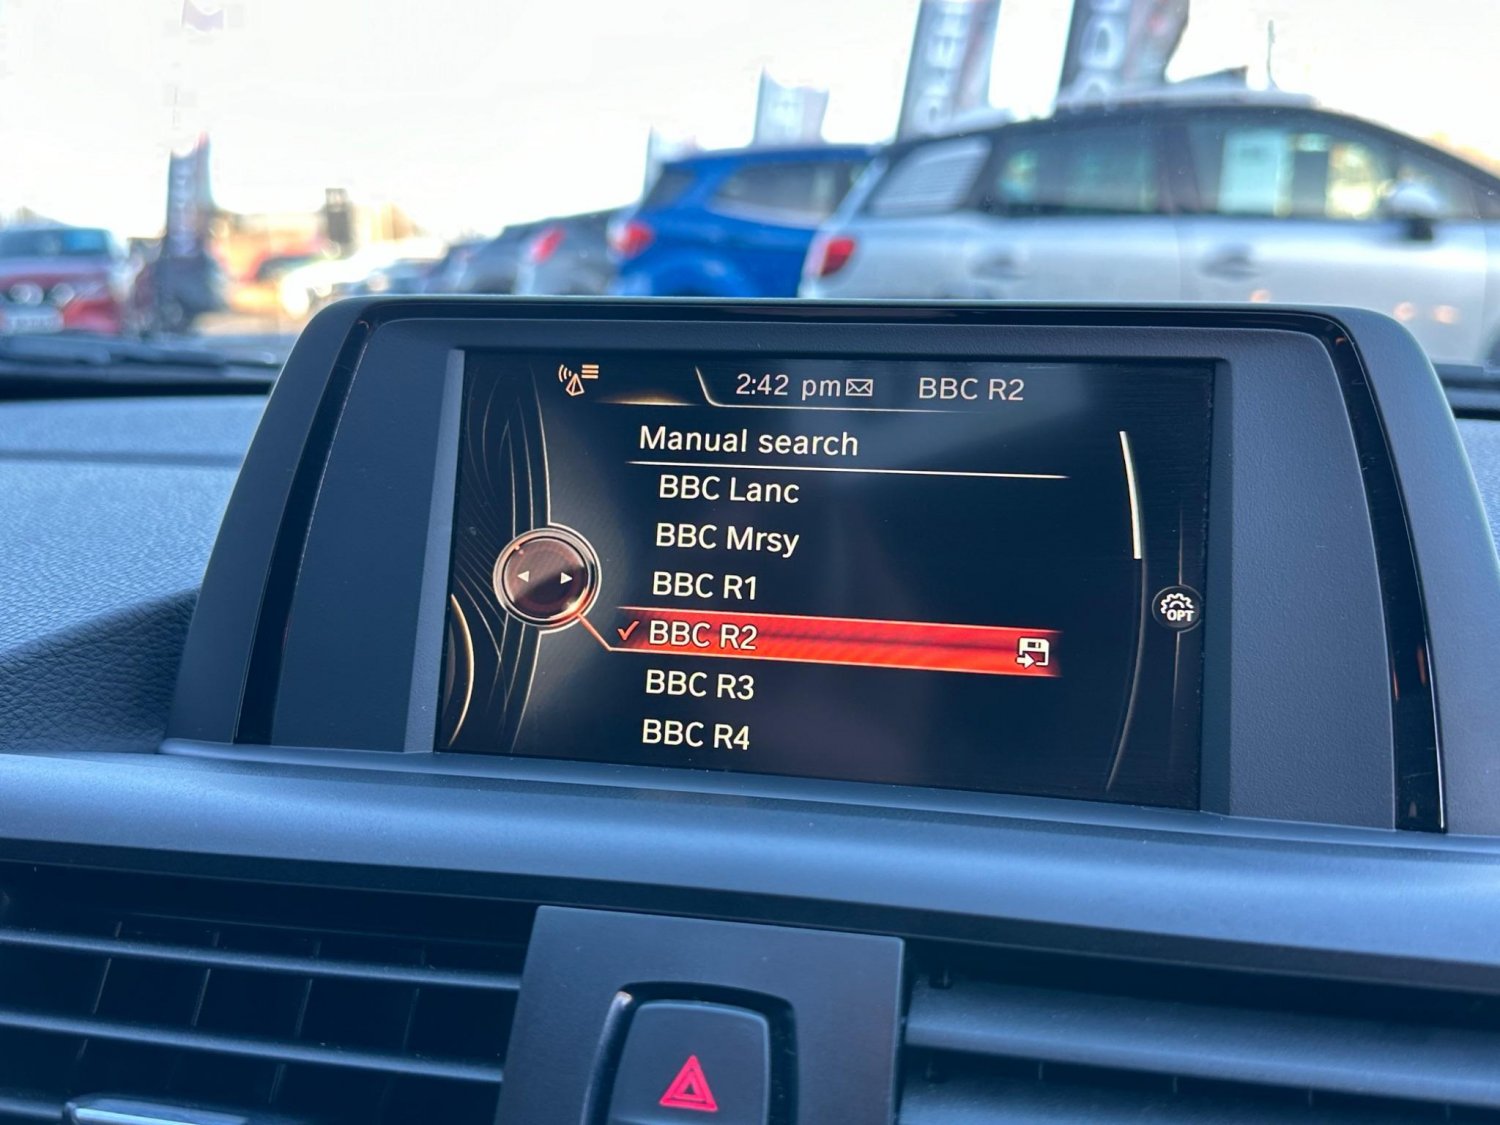 2:42 pm BBC R2
Manual search
BBC Lanc
BBC Mrsy
BBC R1
BBC R2
BBC R3
BBC R4
OPT